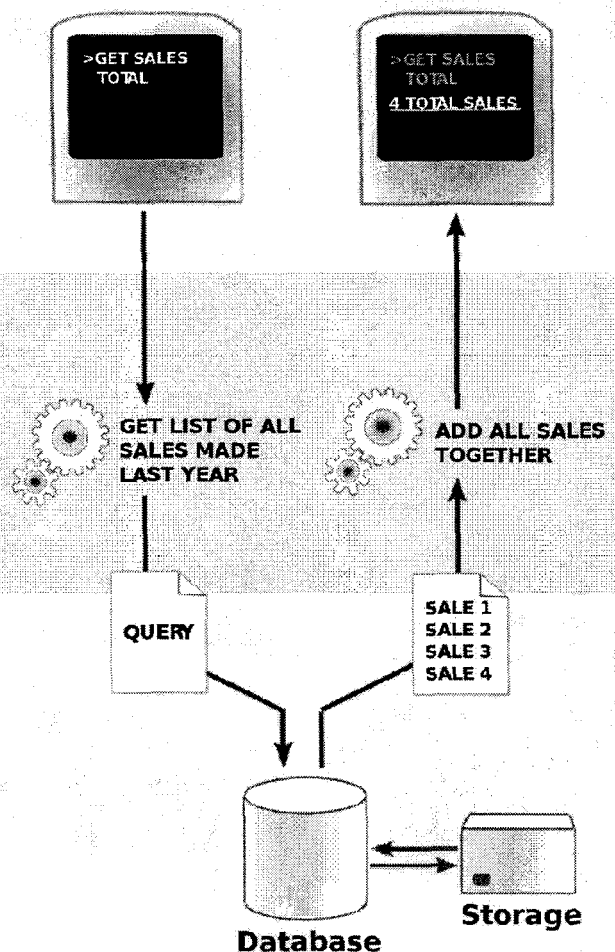 >GET SALES
TOTAL
>GET SALES
TOTAL
4 TOTAL SALES
GET LIST OF ALL
SALES MADE
LAST YEAR
ADD ALL SALES
TOGETHER
QUERY
SALE 1
SALE 2
SALE 3
SALE 4
Database
Storage